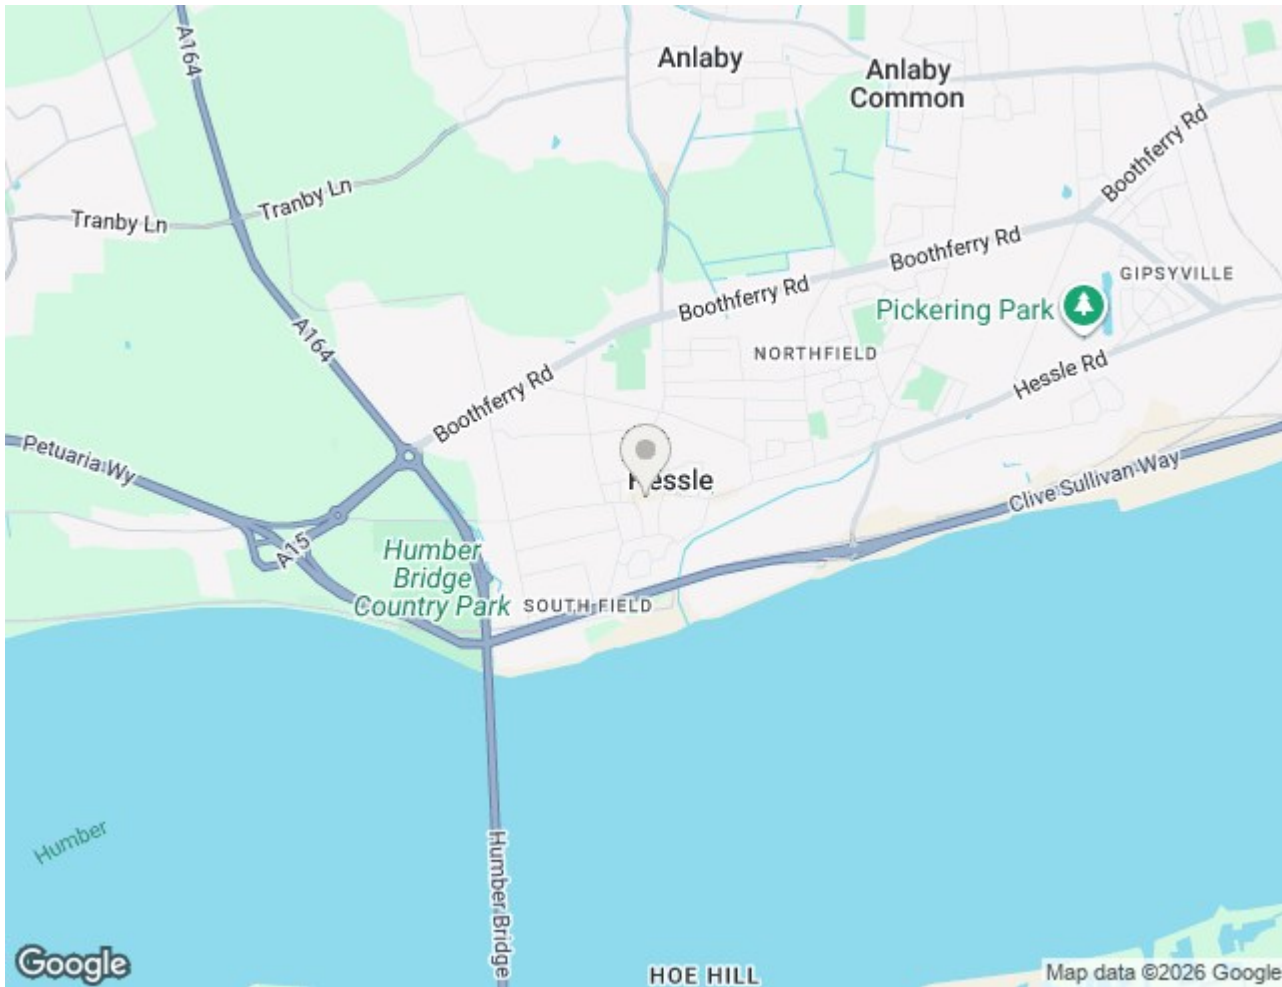 A164
Anlaby
Anlaby
Common
Boothferry Rd
Tranby Ln
Tranby Ln
Boothferry Rd
GIPSYVILLE
Boothferry Rd
Pickering Park
A164
NORTHFIELD
Hessle Rd
Boothferry Rd
Petuaria Wy
Hessle
Clive Sullivan Way
A15
Humber
Bridge
Country Park
SOUTH FIELD
Humber
Humber Bridge
Google
HOE HILL
Map data ©2026 Google